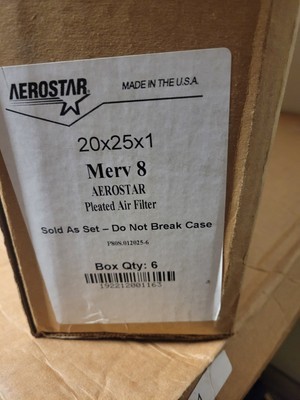 AEROSTAR
MADE IN THE U.S.A.
20x25x1
Merv 8
AEROSTAR
Pleated Air Filter
Sold As Set – Do Not Break Case
Box Qty: 6
192212001163